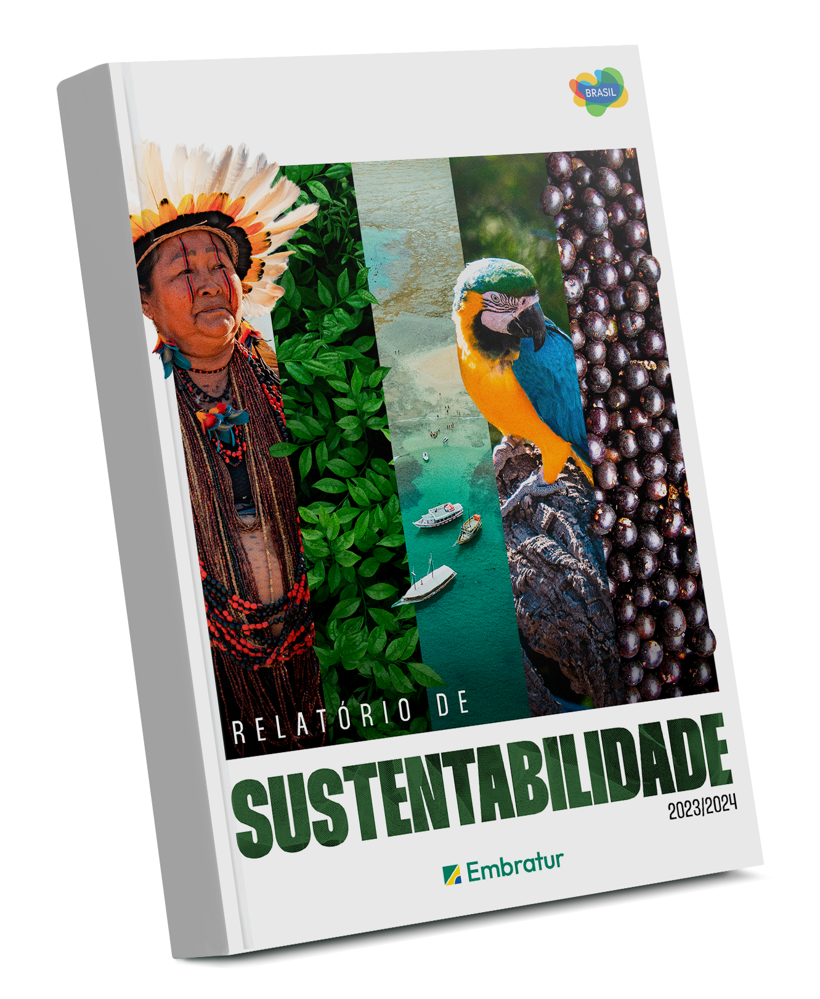 BRASIL
RELATÓRIO DE
SUSTENTABILIDADE
2023/2024
Embratur